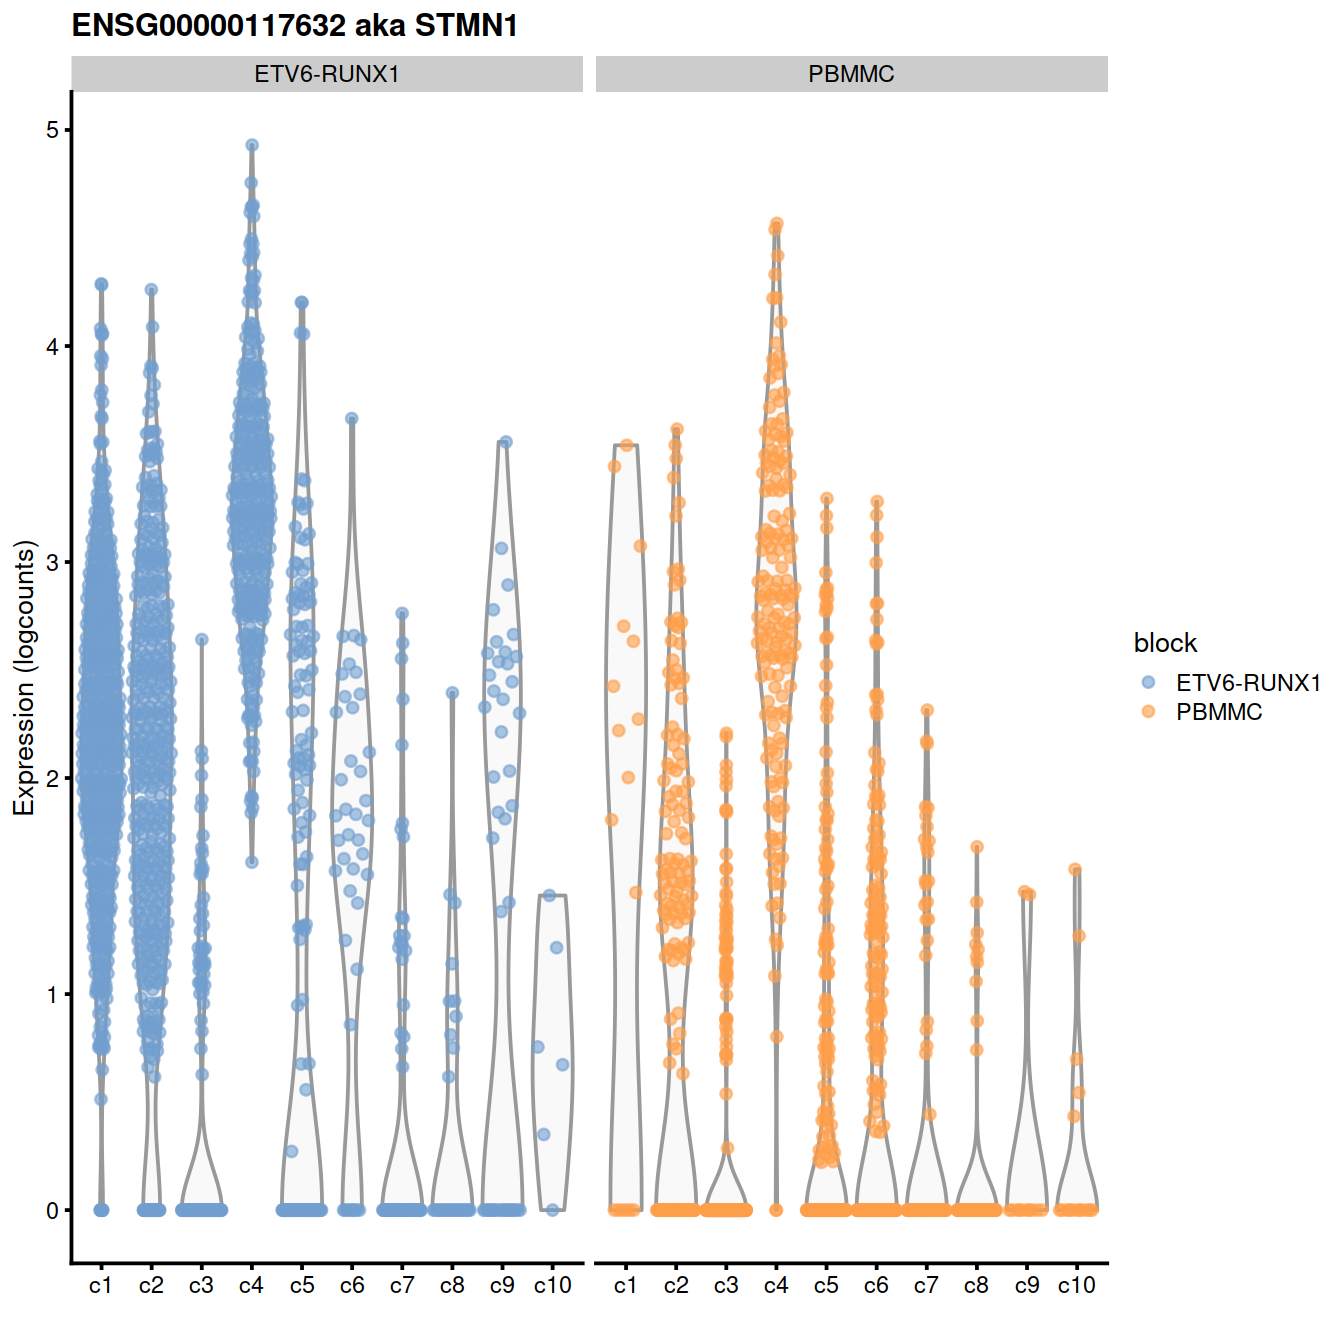 ENSG00000117632 aka STMN1
ETV6-RUNX1
PBMMC
Expression (logcounts)
5
4
3
2
1
0
c1 c2 c3 c4 c5 c6 c7 c8 c9 c10
c1 c2 c3 c4 c5 c6 c7 c8 c9 c10
block
ETV6-RUNX1
PBMMC